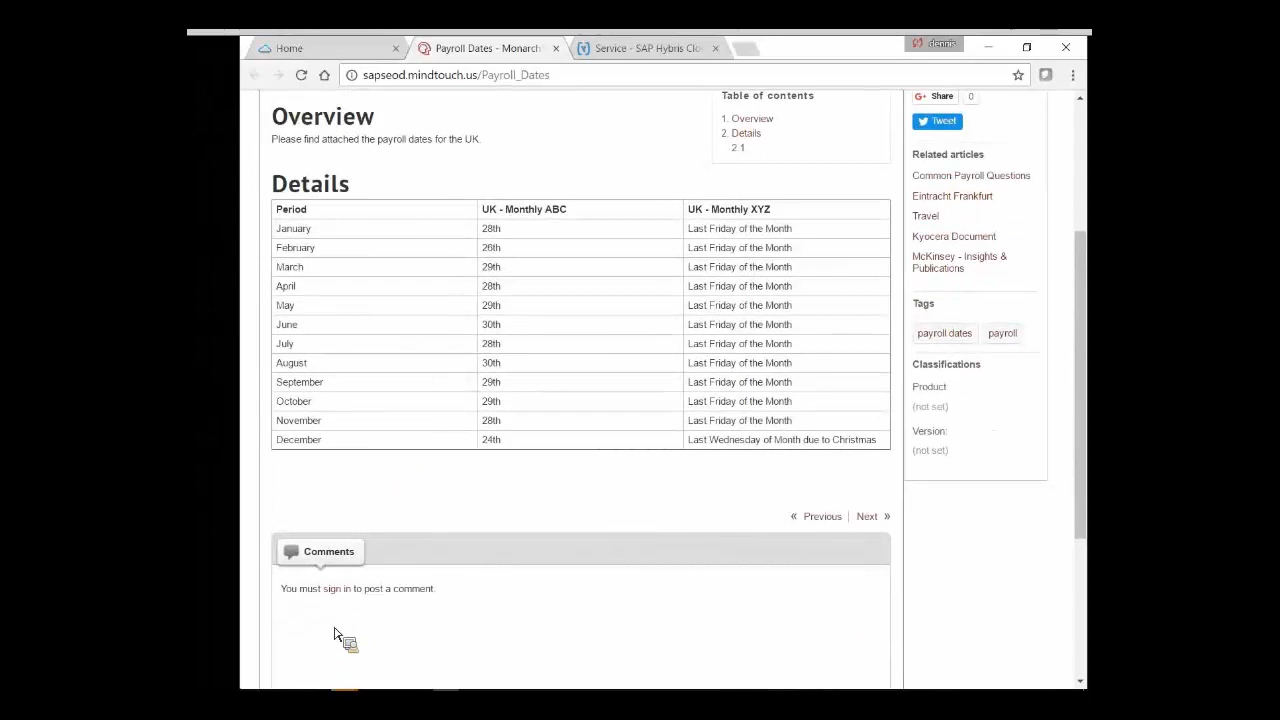 Home
Payroll Dates - Monarch
Service - SAP Hybris Clo
dennis
sapseod.mindtouch.us/Payroll_Dates
Overview
Please find attached the payroll dates for the UK.
Table of contents
1. Overview
2. Details
2.1
Details
Period UK - Monthly ABC UK - Monthly XYZ
January 28th Last Friday of the Month
February 26th Last Friday of the Month
March 29th Last Friday of the Month
April 28th Last Friday of the Month
May 29th Last Friday of the Month
June 30th Last Friday of the Month
July 28th Last Friday of the Month
August 30th Last Friday of the Month
September 29th Last Friday of the Month
October 29th Last Friday of the Month
November 28th Last Friday of the Month
December 24th Last Wednesday of Month due to Christmas
« Previous | Next »
Comments
You must sign in to post a comment.
G+ Share 0
Tweet
Related articles
Common Payroll Questions
Eintracht Frankfurt
Travel
Kyocera Document
McKinsey - Insights &
Publications
Tags
payroll dates payroll
Classifications
Product
(not set)
Version:
(not set)